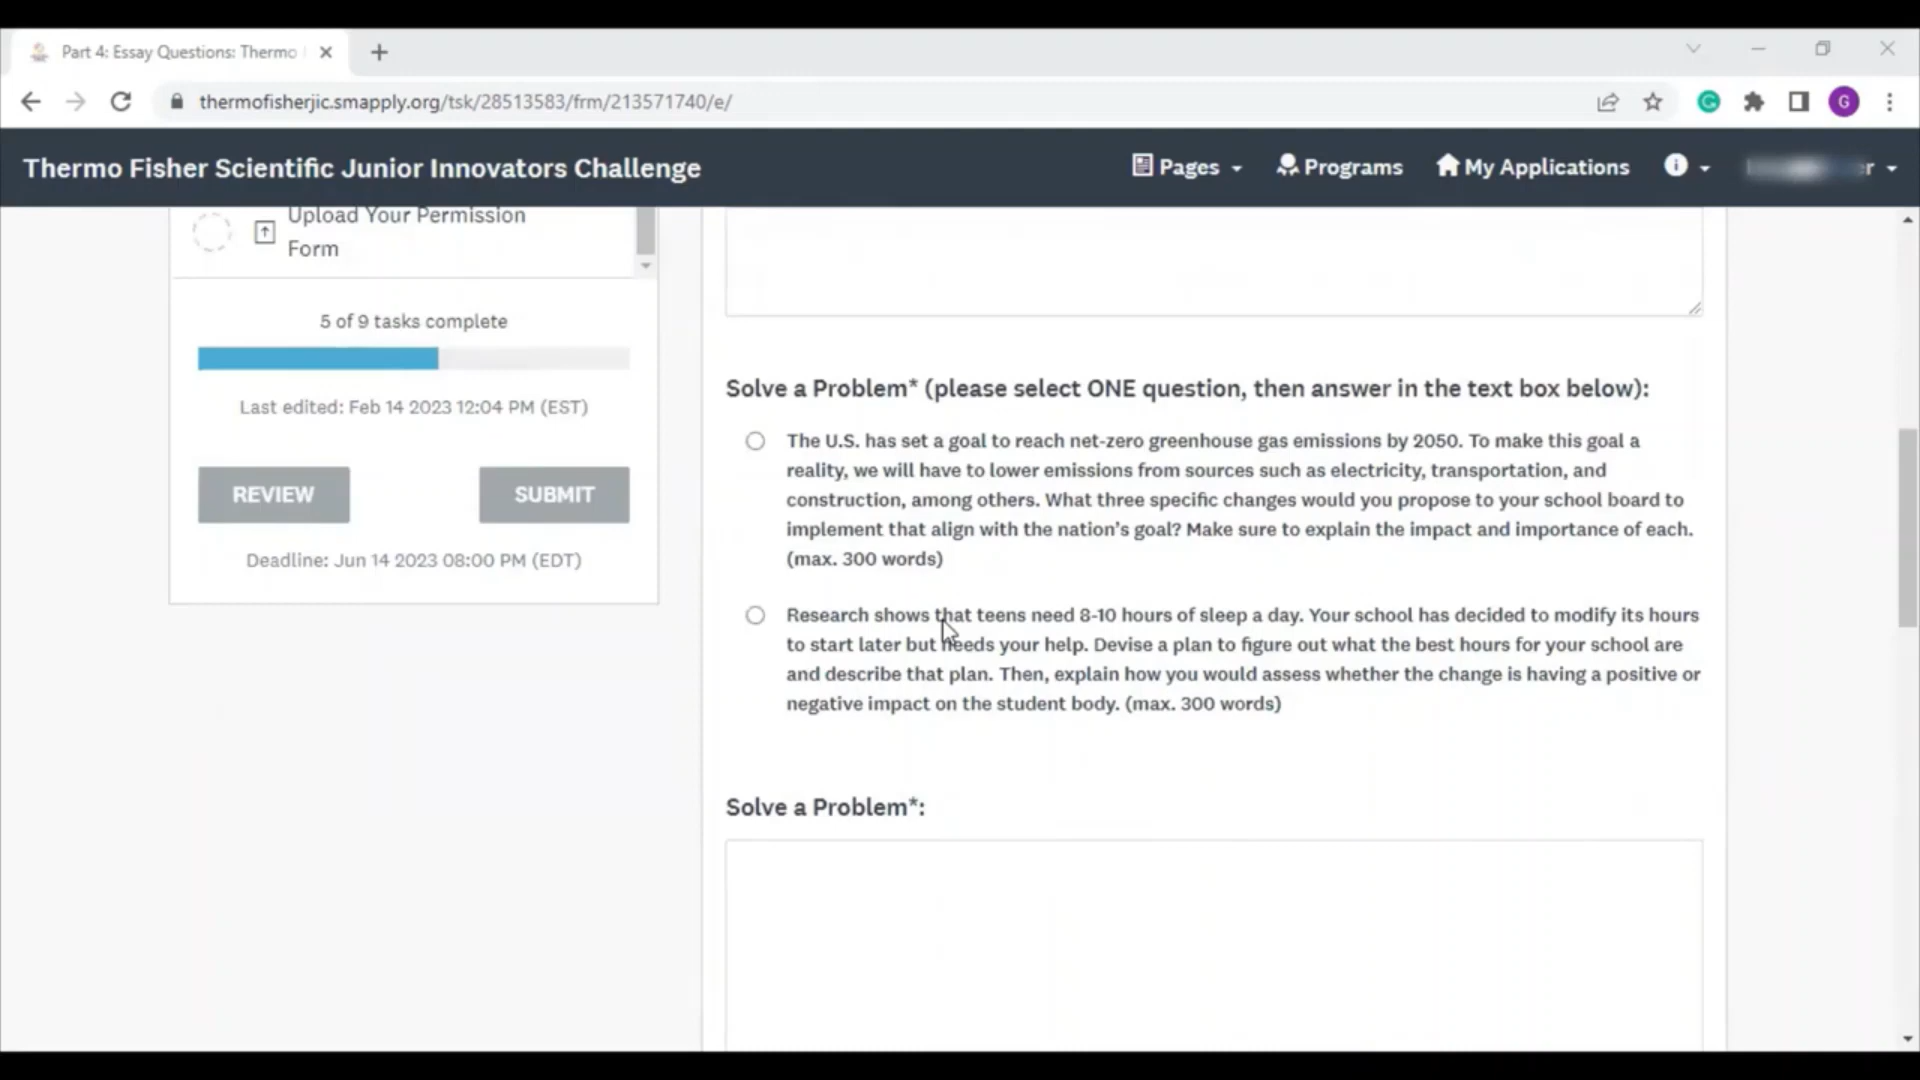 Part 4: Essay Questions: Thermo
thermofisherjic.smapply.org/tsk/28513583/frm/213571740/e/
G
Thermo Fisher Scientific Junior Innovators Challenge
Pages
Programs
My Applications
Upload Your Permission
Form
5 of 9 tasks complete
Last edited: Feb 14 2023 12:04 PM (EST)
REVIEW
SUBMIT
Deadline: Jun 14 2023 08:00 PM (EDT)
Solve a Problem* (please select ONE question, then answer in the text box below):
The U.S. has set a goal to reach net-zero greenhouse gas emissions by 2050. To make this goal a
reality, we will have to lower emissions from sources such as electricity, transportation, and
construction, among others. What three specific changes would you propose to your school board to
implement that align with the nation's goal? Make sure to explain the impact and importance of each.
(max. 300 words)
Research shows that teens need 8-10 hours of sleep a day. Your school has decided to modify its hours
to start later but needs your help. Devise a plan to figure out what the best hours for your school are
and describe that plan. Then, explain how you would assess whether the change is having a positive or
negative impact on the student body. (max. 300 words)
Solve a Problem*: